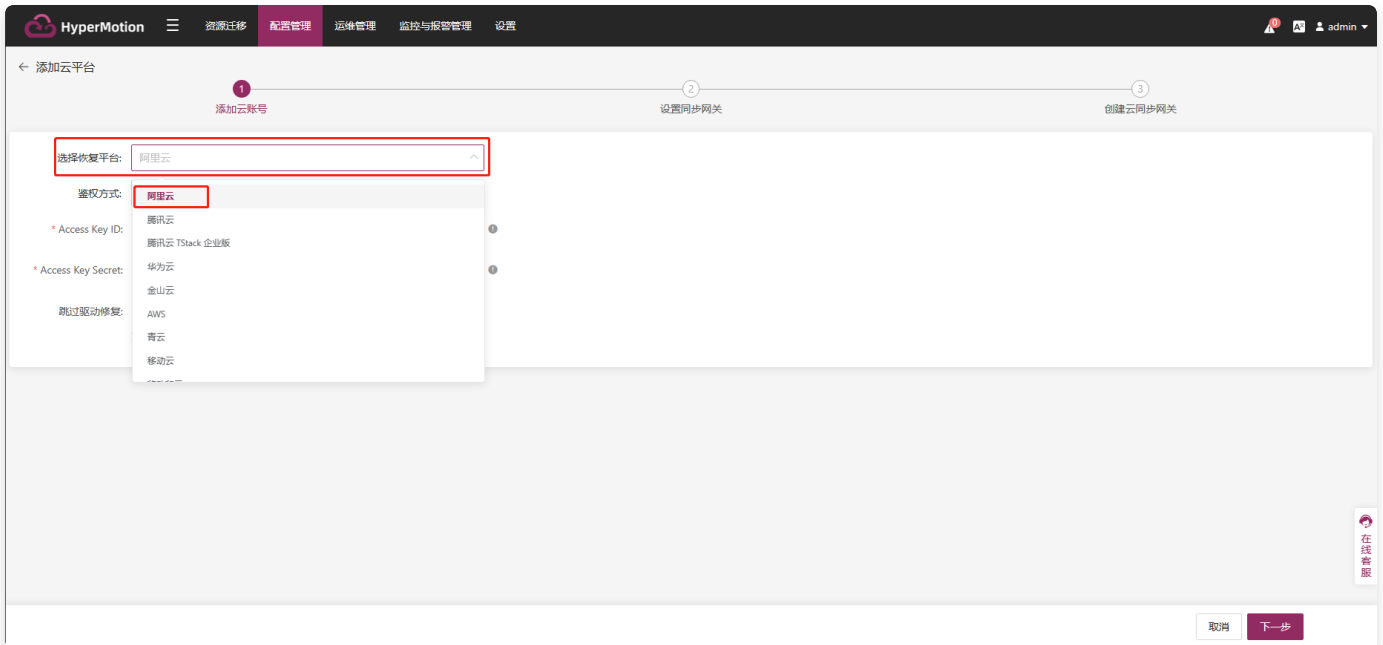 HyperMotion 资源迁移 配置管理 运维管理 监控与报警管理 设置 0 admin
添加云平台
1 2 3
添加云账号 设置同步网关 创建云同步网关
选择恢复平台: 阿里云
鉴权方式:
阿里云
腾讯云
* Access Key ID:
腾讯云 TStack 企业版
华为云
* Access Key Secret:
金山云
跳过驱动修复:
AWS
青云
移动云
在线客服
取消 下一步